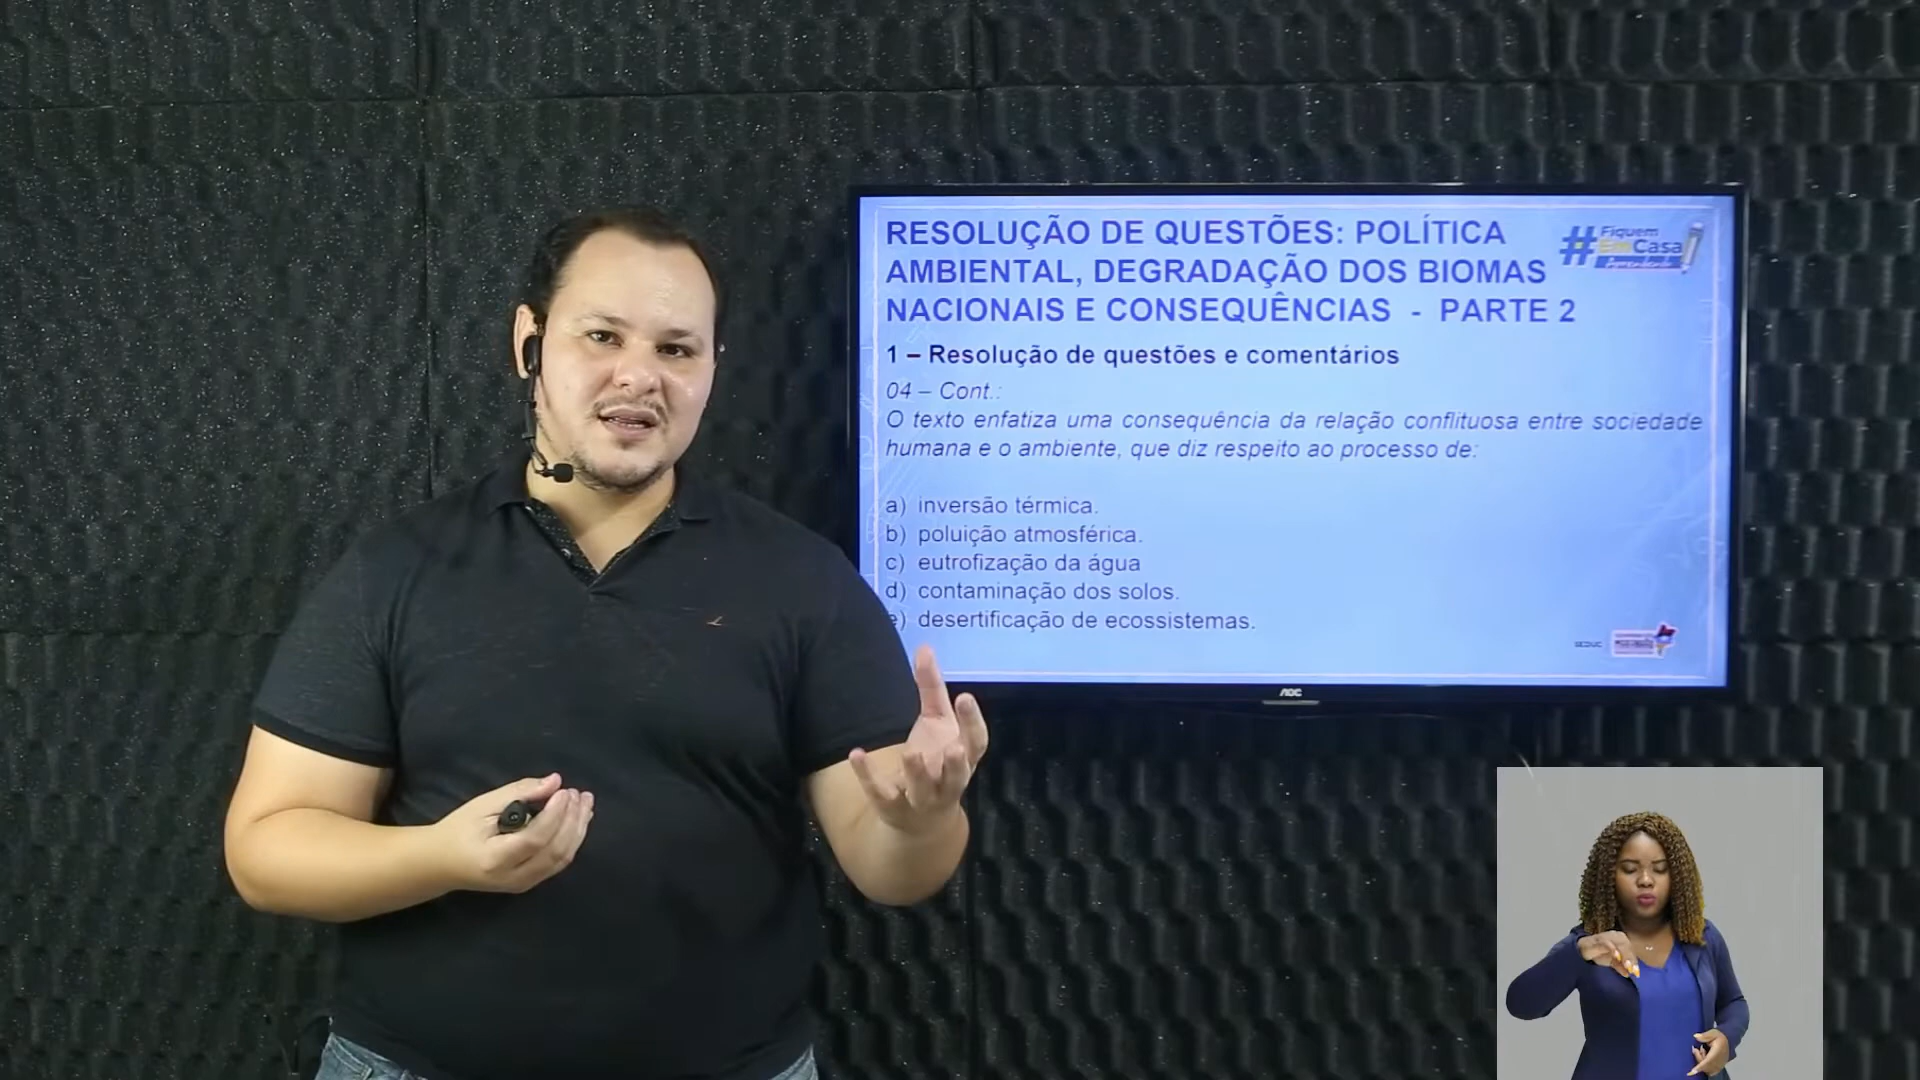 RESOLUÇÃO DE QUESTÕES: POLÍTICA
AMBIENTAL, DEGRADAÇÃO DOS BIOMAS
NACIONAIS E CONSEQUÊNCIAS - PARTE 2
#Fiquem
EmCasa
Aprendendo
1 – Resolução de questões e comentários
04 – Cont.:
O texto enfatiza uma consequência da relação conflituosa entre sociedade
humana e o ambiente, que diz respeito ao processo de:
a) inversão térmica.
b) poluição atmosférica.
c) eutrofização da água
d) contaminação dos solos.
e) desertificação de ecossistemas.
SEDUC
AOC